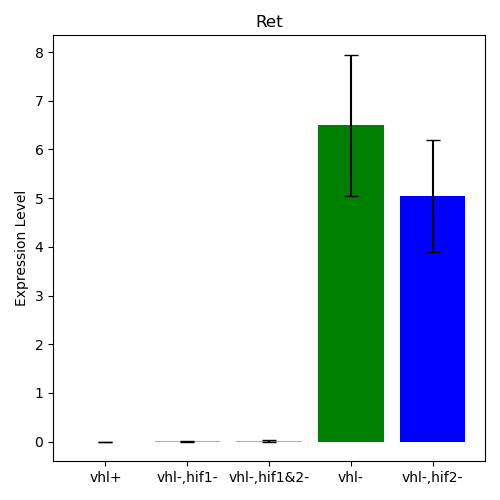 Ret
Expression Level
8
7
6
5
4
3
2
1
0
vhl+
vhl-,hif1-
vhl-,hif1&2-
vhl-
vhl-,hif2-